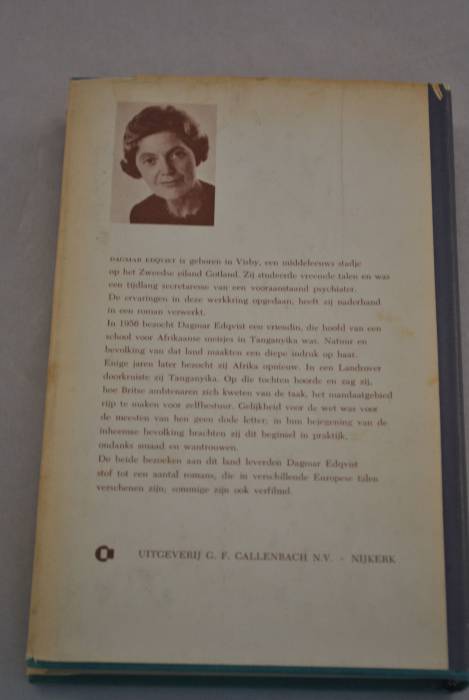 DAGMAR EDQVIST is geboren in Visby, een middeleeuws stadje
op het Zweedse eiland Gotland. Zij studeerde vreemde talen en was
een tijdlang secretaresse van een vooraanstaand psychiater.
De ervaringen in deze werkkring opgedaan, heeft zij naderhand
in een roman verwerkt.
In 1956 bezocht Dagmar Edqvist een vriendin, die hoofd van een
school voor Afrikaanse meisjes in Tanganyika was. Natuur en
bevolking van dat land maakten een diepe indruk op haar.
Enige jaren later bezocht zij Afrika opnieuw. In een Landrover
doorkruiste zij Tanganyika. Op die tochten hoorde en zag zij,
hoe Britse ambtenaren zich kweten van de taak, het mandaatgebied
rijp te maken voor zelfbestuur. Gelijkheid voor de wet was voor
de meesten van hen geen dode letter; in hun bejegening van de
inheemse bevolking brachten zij dit beginsel in praktijk,
ondanks smaad en wantrouwen.
De beide bezoeken aan dit land leverden Dagmar Edqvist
stof tot een aantal romans, die in verschillende Europese talen
verschenen zijn; sommige zijn ook verfilmd.
UITGEVERIJ G. F. CALLENBACH N.V. - NIJKERK